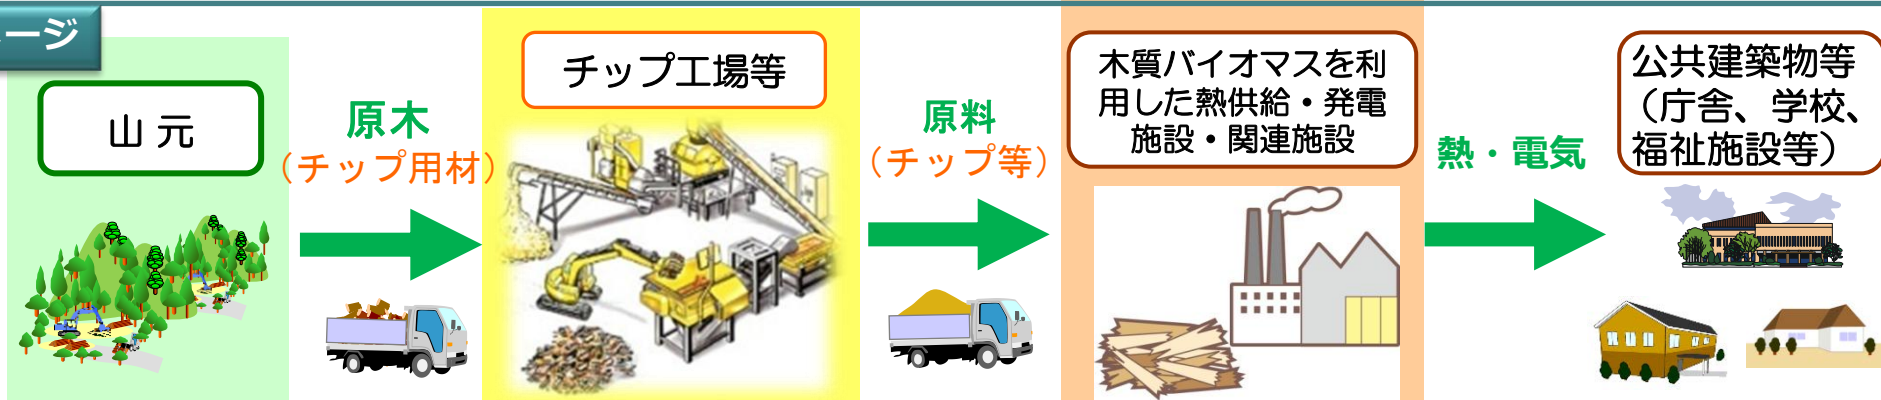 ージ
山 元
原木
（チップ用材）
チップ工場等
原料
（チップ等）
木質バイオマスを利
用した熱供給・発電
施設・関連施設
熱・電気
公共建築物等
（庁舎、学校、
福祉施設等）